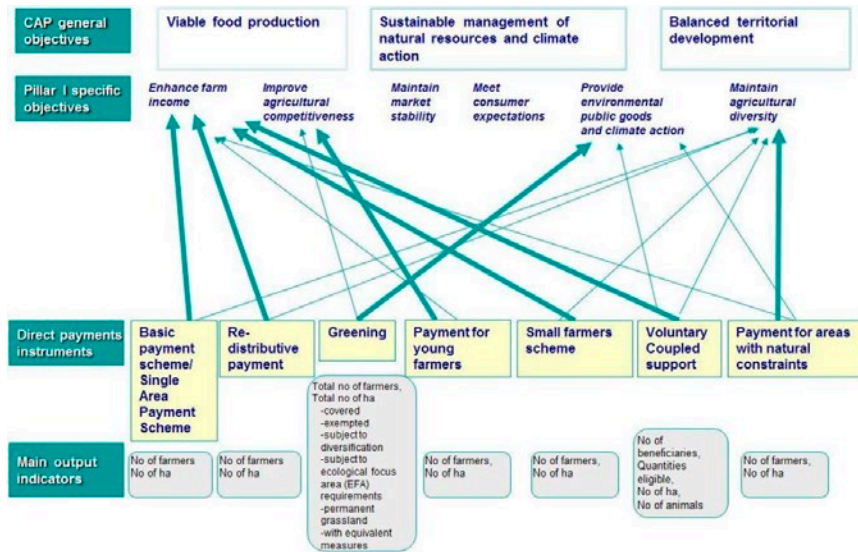 CAP general
objectives
Viable food production
Sustainable management of
natural resources and climate
action
Balanced territorial
development
Pillar I specific
objectives
Enhance farm
income
Improve
agricultural
competitiveness
Maintain
market
stability
Meet
consumer
expectations
Provide
environmental
public goods
and climate action
Maintain
agricultural
diversity
Direct payments
instruments
Basic
payment
scheme/
Single
Area
Payment
Scheme
Re-
distributive
payment
Greening
Payment for
young
farmers
Small farmers
scheme
Voluntary
Coupled
support
Payment for areas
with natural
constraints
Main output
indicators
No of farmers
No of ha
No of farmers
No of ha
Total no of farmers,
Total no of ha
-covered
-exempted
-subject to
diversification
-subject to
ecological focus
area (EFA)
requirements
-permanent
grassland
-with equivalent
measures
No of farmers,
No of ha
No of farmers,
No of ha
No of
beneficiaries,
Quantities
eligible,
No of ha,
No of animals
No of farmers,
No of ha